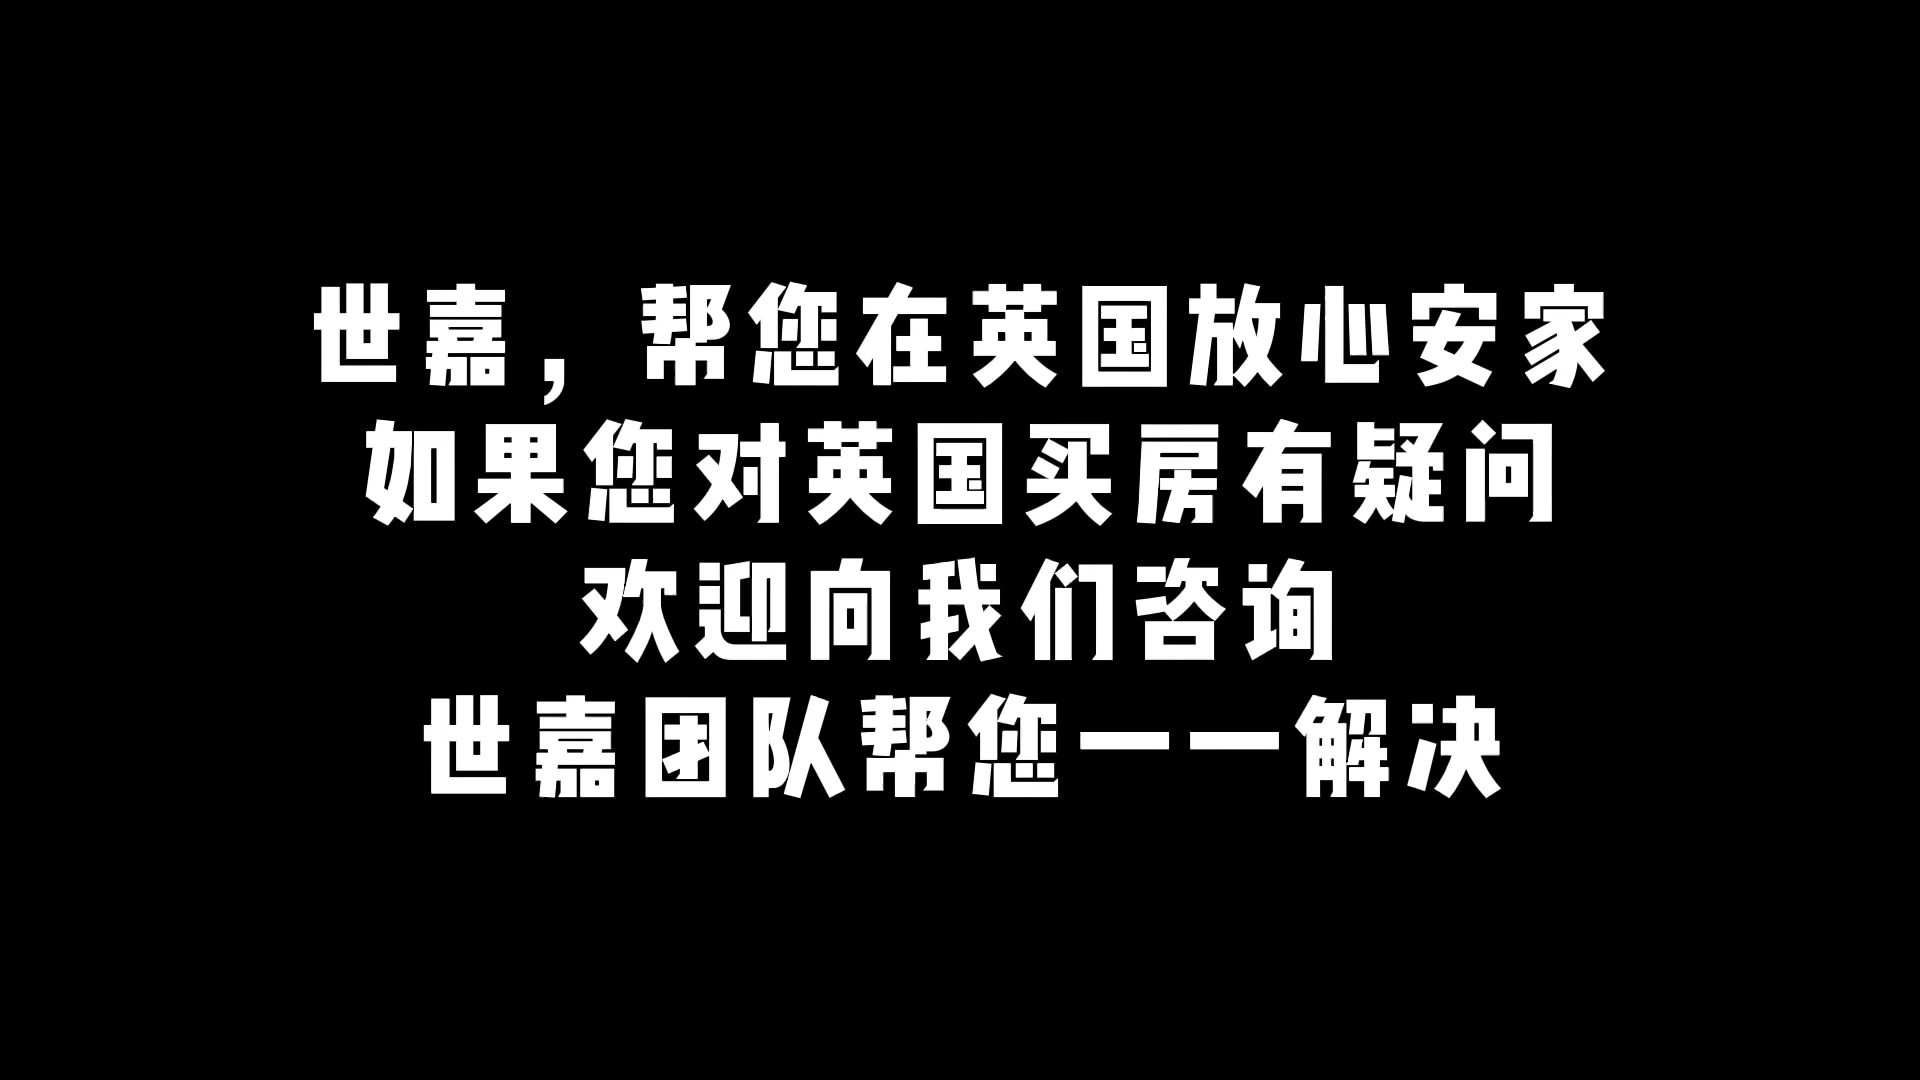 世嘉，帮您在英国放心安家
如果您对英国买房有疑问
欢迎向我们咨询
世嘉团队帮您一一解决